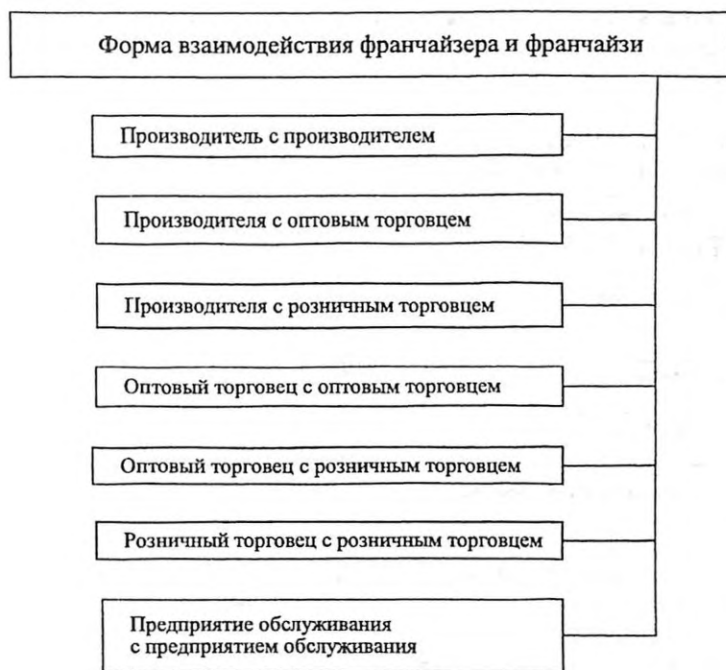 Форма взаимодействия франчайзера и франчайзи
Производитель с производителем
Производителя с оптовым торговцем
Производителя с розничным торговцем
Оптовый торговец с оптовым торговцем
Оптовый торговец с розничным торговцем
Розничный торговец с розничным торговцем
Предприятие обслуживания
с предприятием обслуживания